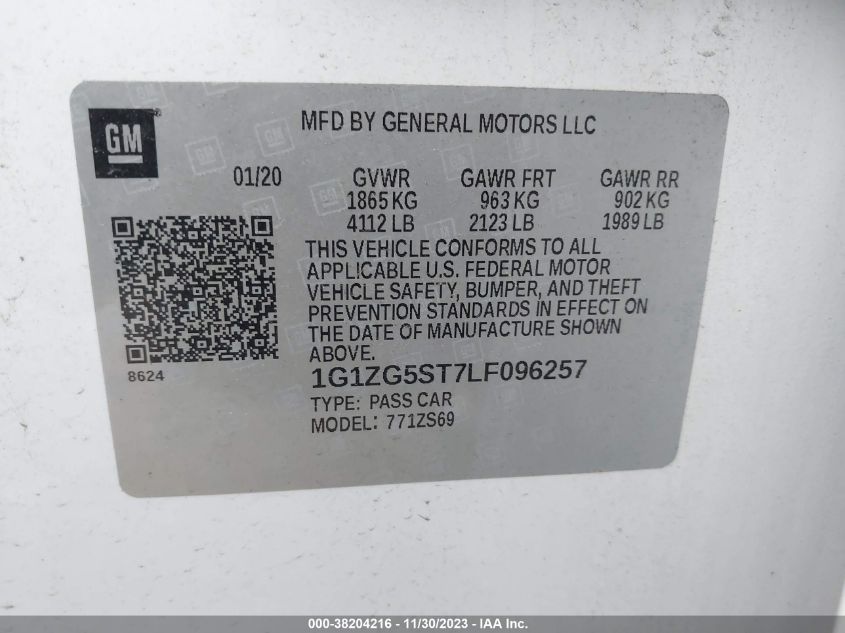 GM
MFD BY GENERAL MOTORS LLC
01/20 GVWR GAWR FRT GAWR RR
1865 KG 963 KG 902 KG
4112 LB 2123 LB 1989 LB
THIS VEHICLE CONFORMS TO ALL
APPLICABLE U.S. FEDERAL MOTOR
VEHICLE SAFETY, BUMPER, AND THEFT
PREVENTION STANDARDS IN EFFECT ON
THE DATE OF MANUFACTURE SHOWN
ABOVE.
8624
1G1ZG5ST7LF096257
TYPE: PASS CAR
MODEL: 771ZS69
000-38204216 - 11/30/2023 - IAA Inc.